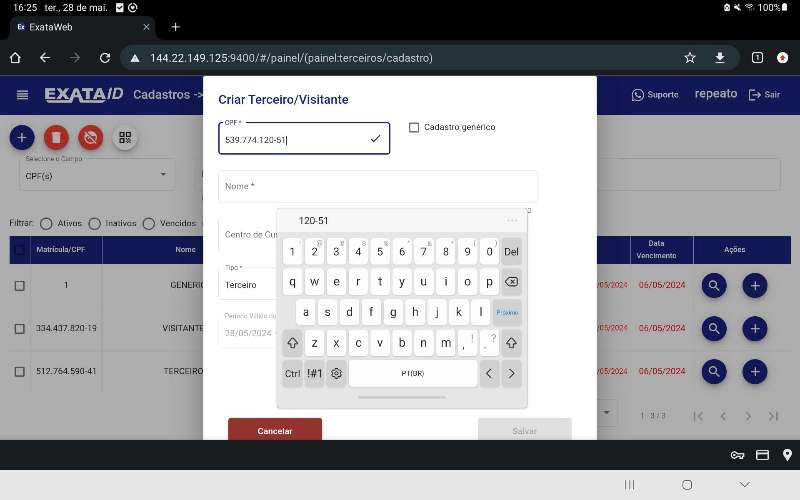 16:25 ter., 28 de mai.
100%
ExataWeb
144.22.149.125:9400/#/painel/(painel:terceiros/cadastro)
EXATA ID Cadastros ->
Suporte repeato Sair
Criar Terceiro/Visitante
CPF *
539.774.120-51
Cadastro genérico
Selecione o Campo
CPF(s)
Nome *
Filtrar: Ativos Inativos Vencidos
Centro de Cus
Tipo *
Terceiro
Período Válido de
28/05/2024
Matrícula/CPF Nome Data Vencimento Ações
1 GENERIC 05/2024 06/05/2024
334.437.820-19 VISITANTE 05/2024 06/05/2024
512.764.590-41 TERCEIRO 05/2024 06/05/2024
120-51 ...
1 2 3 4 5 6 7 8 9 0 Del
q w e r t y u i o p
a s d f g h j k l Próximo
z x c v b n m , ! . ?
Ctrl !#1 PT(BR) < >
1 - 3 / 3
Cancelar Salvar